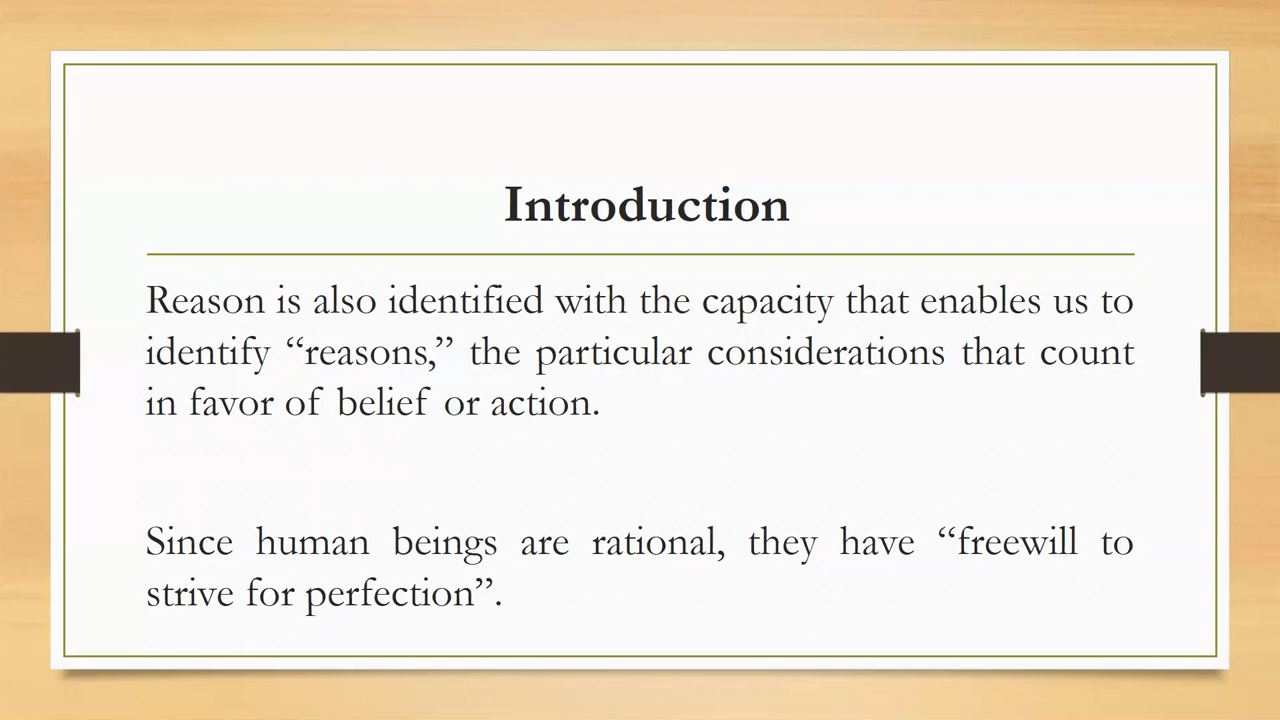 Introduction
Reason is also identified with the capacity that enables us to
identify “reasons,” the particular considerations that count
in favor of belief or action.
Since human beings are rational, they have “freewill to
strive for perfection”.